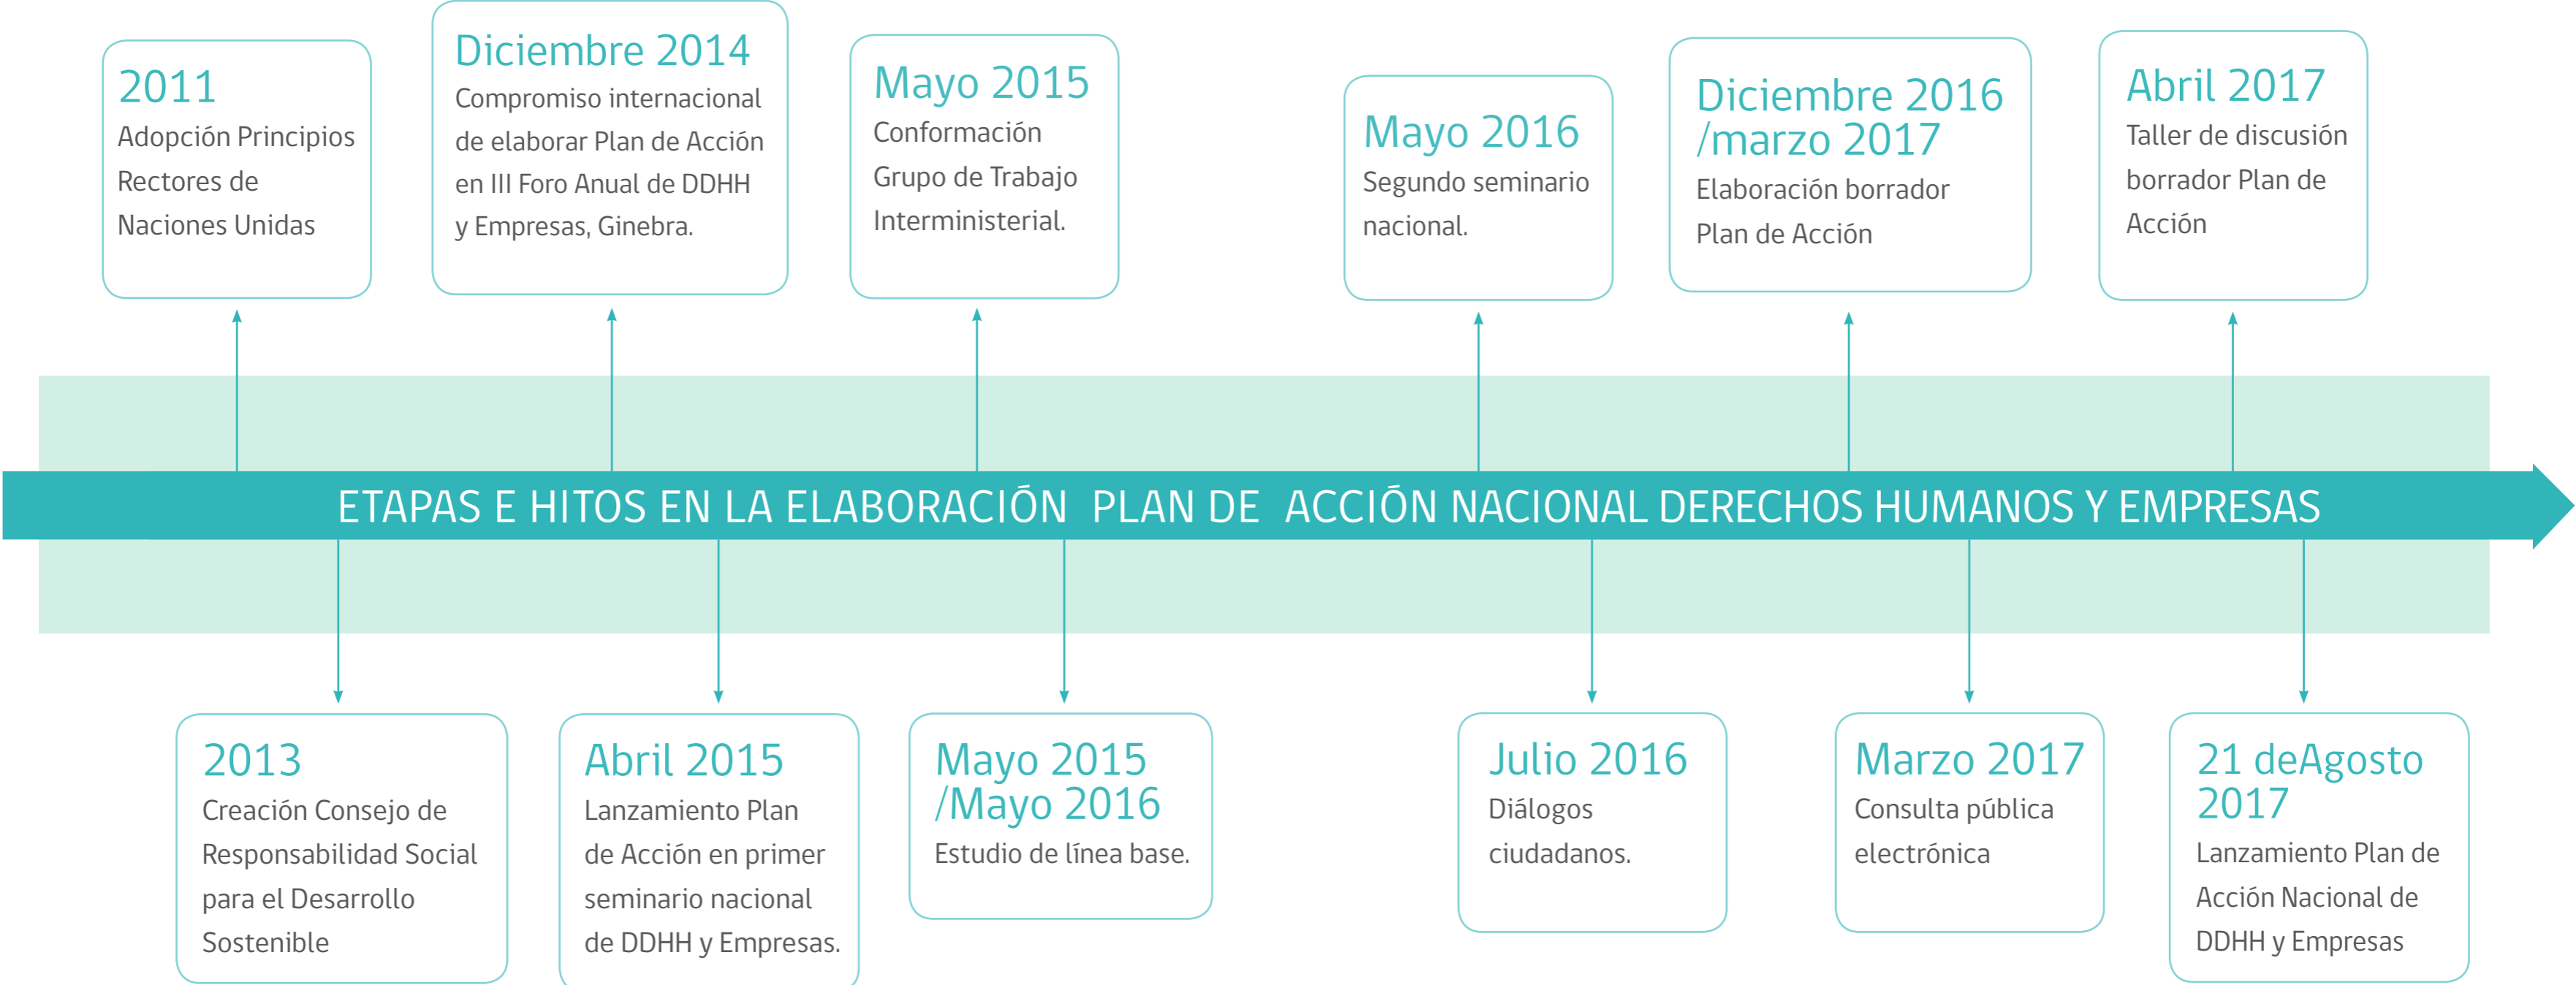 2011
Adopción Principios
Rectores de
Naciones Unidas
Diciembre 2014
Compromiso internacional
de elaborar Plan de Acción
en III Foro Anual de DDHH
y Empresas, Ginebra.
Mayo 2015
Conformación
Grupo de Trabajo
Interministerial.
Mayo 2016
Segundo seminario
nacional.
Diciembre 2016
/marzo 2017
Elaboración borrador
Plan de Acción
Abril 2017
Taller de discusión
borrador Plan de
Acción
ETAPAS E HITOS EN LA ELABORACIÓN PLAN DE ACCIÓN NACIONAL DERECHOS HUMANOS Y EMPRESAS
2013
Creación Consejo de
Responsabilidad Social
para el Desarrollo
Sostenible
Abril 2015
Lanzamiento Plan
de Acción en primer
seminario nacional
de DDHH y Empresas.
Mayo 2015
/Mayo 2016
Estudio de línea base.
Julio 2016
Diálogos
ciudadanos.
Marzo 2017
Consulta pública
electrónica
21 deAgosto
2017
Lanzamiento Plan de
Acción Nacional de
DDHH y Empresas